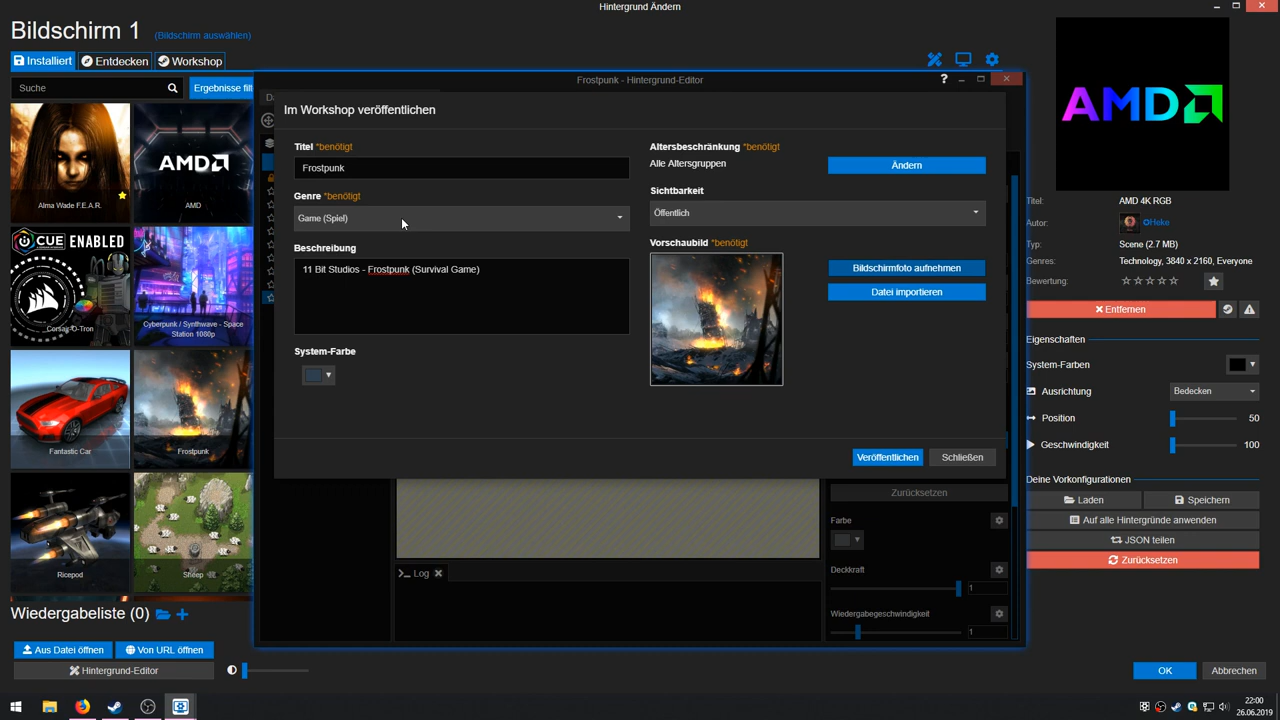 Hintergrund Ändern
Bildschirm 1 (Bildschirm auswählen)
Installiert Entdecken Workshop
Suche
Ergebnisse filt
Alma Wade F.E.A.R.
AMD
AMD
CUE ENABLED
Corsair-O-Tron
Cyberpunk / Synthwave - Space Station 1080p
Fantastic Car
Frostpunk
Ricepod
Sheep
Wiedergabeliste (0)
Aus Datei öffnen
Von URL öffnen
Hintergrund-Editor
Frostpunk - Hintergrund-Editor
?
Im Workshop veröffentlichen
Titel *benötigt
Frostpunk
Genre *benötigt
Game (Spiel)
Beschreibung
11 Bit Studios - Frostpunk (Survival Game)
System-Farbe
Altersbeschränkung *benötigt
Alle Altersgruppen
Ändern
Sichtbarkeit
Öffentlich
Vorschaubild *benötigt
Bildschirmfoto aufnehmen
Datei importieren
Veröffentlichen
Schließen
Zurücksetzen
Farbe
Deckkraft
1
Wiedergabegeschwindigkeit
1
Log
AMD
Titel: AMD 4K RGB
Autor: Heke
Typ: Scene (2.7 MB)
Genres: Technology, 3840 x 2160, Everyone
Bewertung:
Entfernen
Eigenschaften
System-Farben
Ausrichtung Bedecken
Position 50
Geschwindigkeit 100
Deine Vorkonfigurationen
Laden
Speichern
Auf alle Hintergründe anwenden
JSON teilen
Zurücksetzen
OK
Abbrechen
22:00
26.06.2019